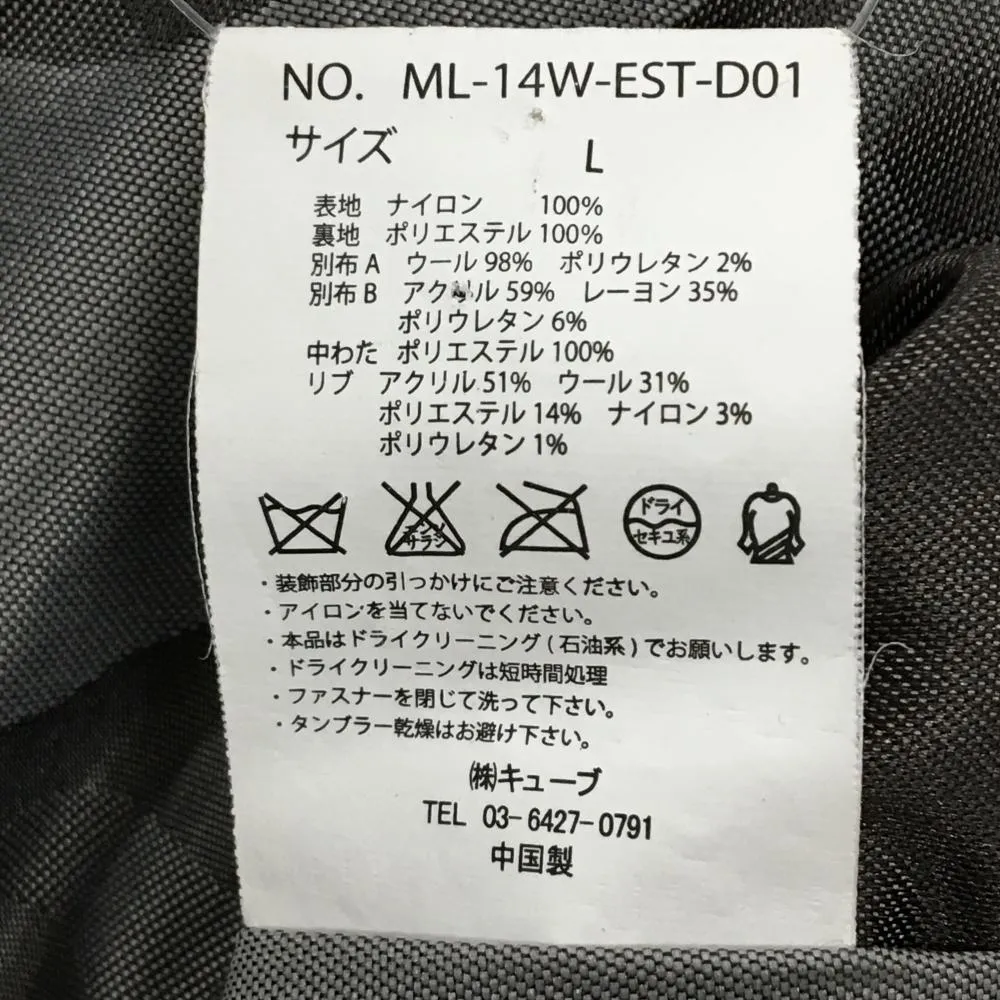 NO. ML-14W-EST-D01
サイズ L
表地 ナイロン 100%
裏地 ポリエステル 100%
別布 A ウール 98% ポリウレタン 2%
別布 B アクリル 59% レーヨン 35%
ポリウレタン 6%
中わた ポリエステル 100%
リブ アクリル 51% ウール 31%
ポリエステル 14% ナイロン 3%
ポリウレタン 1%
エンソ
サラシ
ドライ
セキユ系
・装飾部分の引っかけにご注意ください。
・アイロンを当てないでください。
・本品はドライクリーニング(石油系)でお願いします。
・ドライクリーニングは短時間処理
・ファスナーを閉じて洗って下さい。
・タンブラー乾燥はお避け下さい。
㈱キューブ
TEL 03-6427-0791
中国製